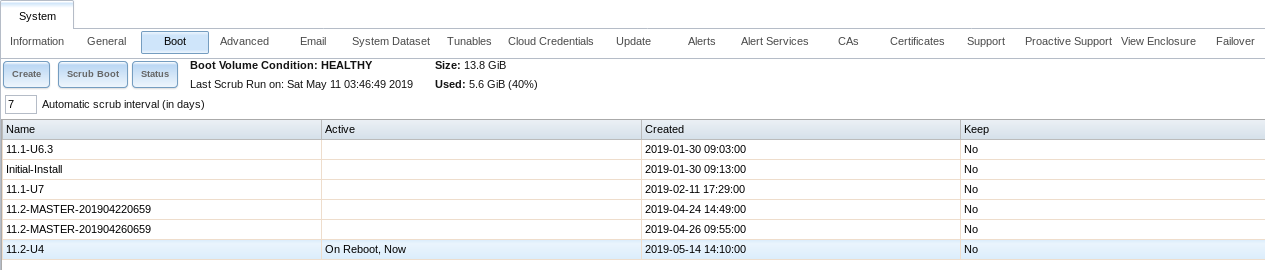 System
Information General Boot Advanced Email System Dataset Tunables Cloud Credentials Update Alerts Alert Services CAs Certificates Support Proactive Support View Enclosure Failover
Create Scrub Boot Status Boot Volume Condition: HEALTHY Size: 13.8 GiB
Last Scrub Run on: Sat May 11 03:46:49 2019 Used: 5.6 GiB (40%)
7 Automatic scrub interval (in days)
Name Active Created Keep
11.1-U6.3 2019-01-30 09:03:00 No
Initial-Install 2019-01-30 09:13:00 No
11.1-U7 2019-02-11 17:29:00 No
11.2-MASTER-201904220659 2019-04-24 14:49:00 No
11.2-MASTER-201904260659 2019-04-26 09:55:00 No
11.2-U4 On Reboot, Now 2019-05-14 14:10:00 No